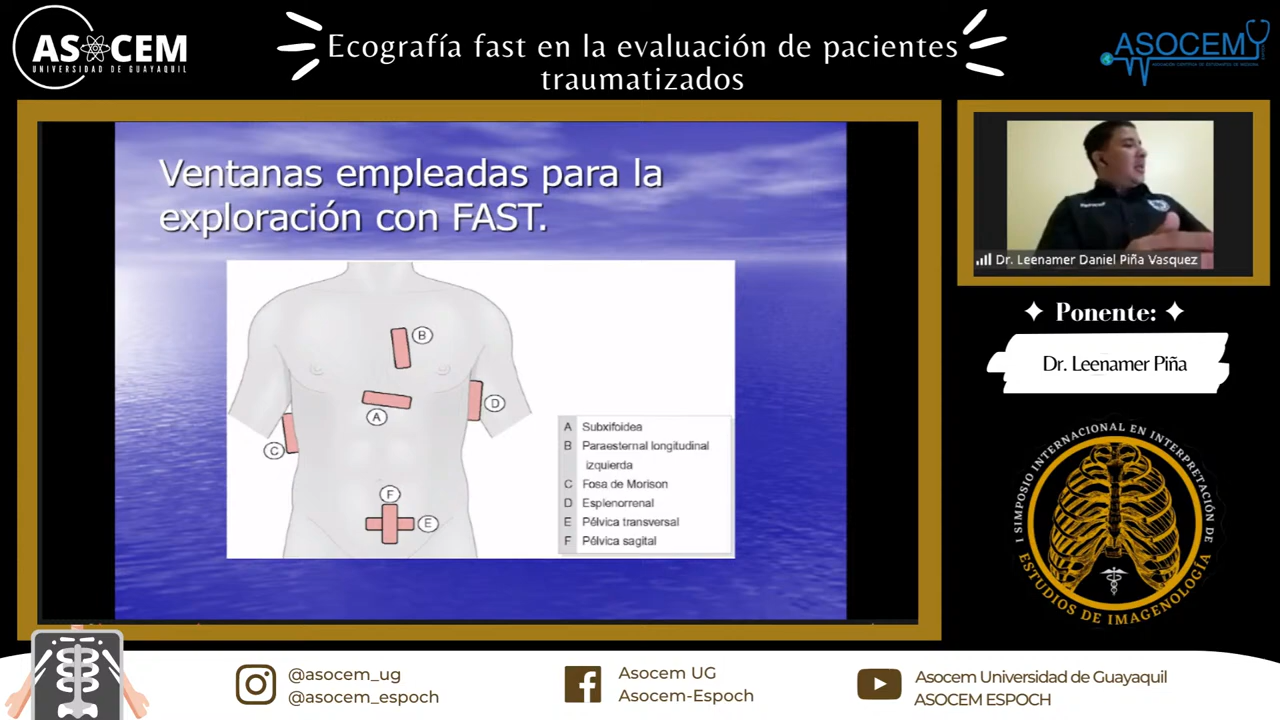 ASOCEM
UNIVERSIDAD DE GUAYAQUIL
Ecografía fast en la evaluación de pacientes
traumatizados
ASOCEM
Ventanas empleadas para la
exploración con FAST.
B
A
D
C
F
E
A Subxifoidea
B Paraesternal longitudinal
izquierda
C Fosa de Morison
D Esplenorrenal
E Pélvica transversal
F Pélvica sagital
Dr. Leenamer Daniel Piña Vasquez
Ponente:
Dr. Leenamer Piña
I SIMPOSIO INTERNACIONAL EN INTERPRETACIÓN DE
ESTUDIOS DE IMAGENOLOGÍA
@asocem_ug
@asocem_espoch
Asocem UG
Asocem-Espoch
Asocem Universidad de Guayaquil
ASOCEM ESPOCH